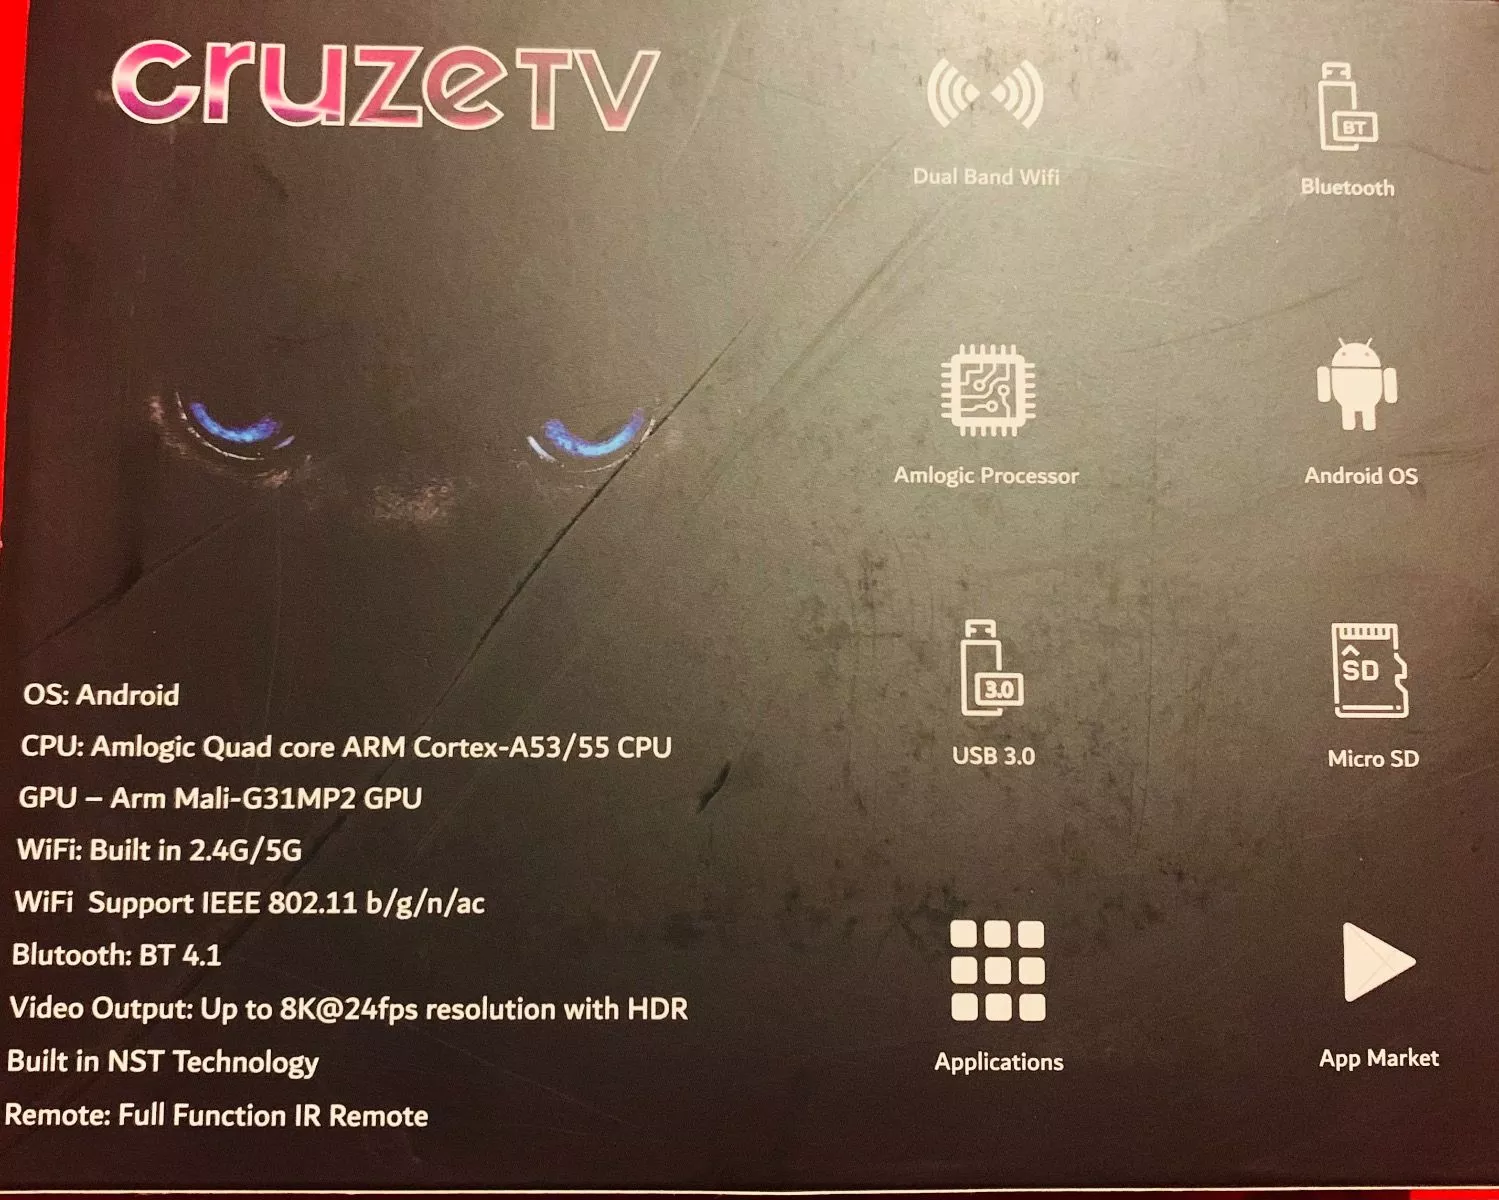 cruzeTV
Dual Band Wifi
BT
Bluetooth
Amlogic Processor
Android OS
3.0
USB 3.0
SD
Micro SD
Applications
App Market
OS: Android
CPU: Amlogic Quad core ARM Cortex-A53/55 CPU
GPU – Arm Mali-G31MP2 GPU
WiFi: Built in 2.4G/5G
WiFi  Support IEEE 802.11 b/g/n/ac
Blutooth: BT 4.1
Video Output: Up to 8K@24fps resolution with HDR
Built in NST Technology
Remote: Full Function IR Remote